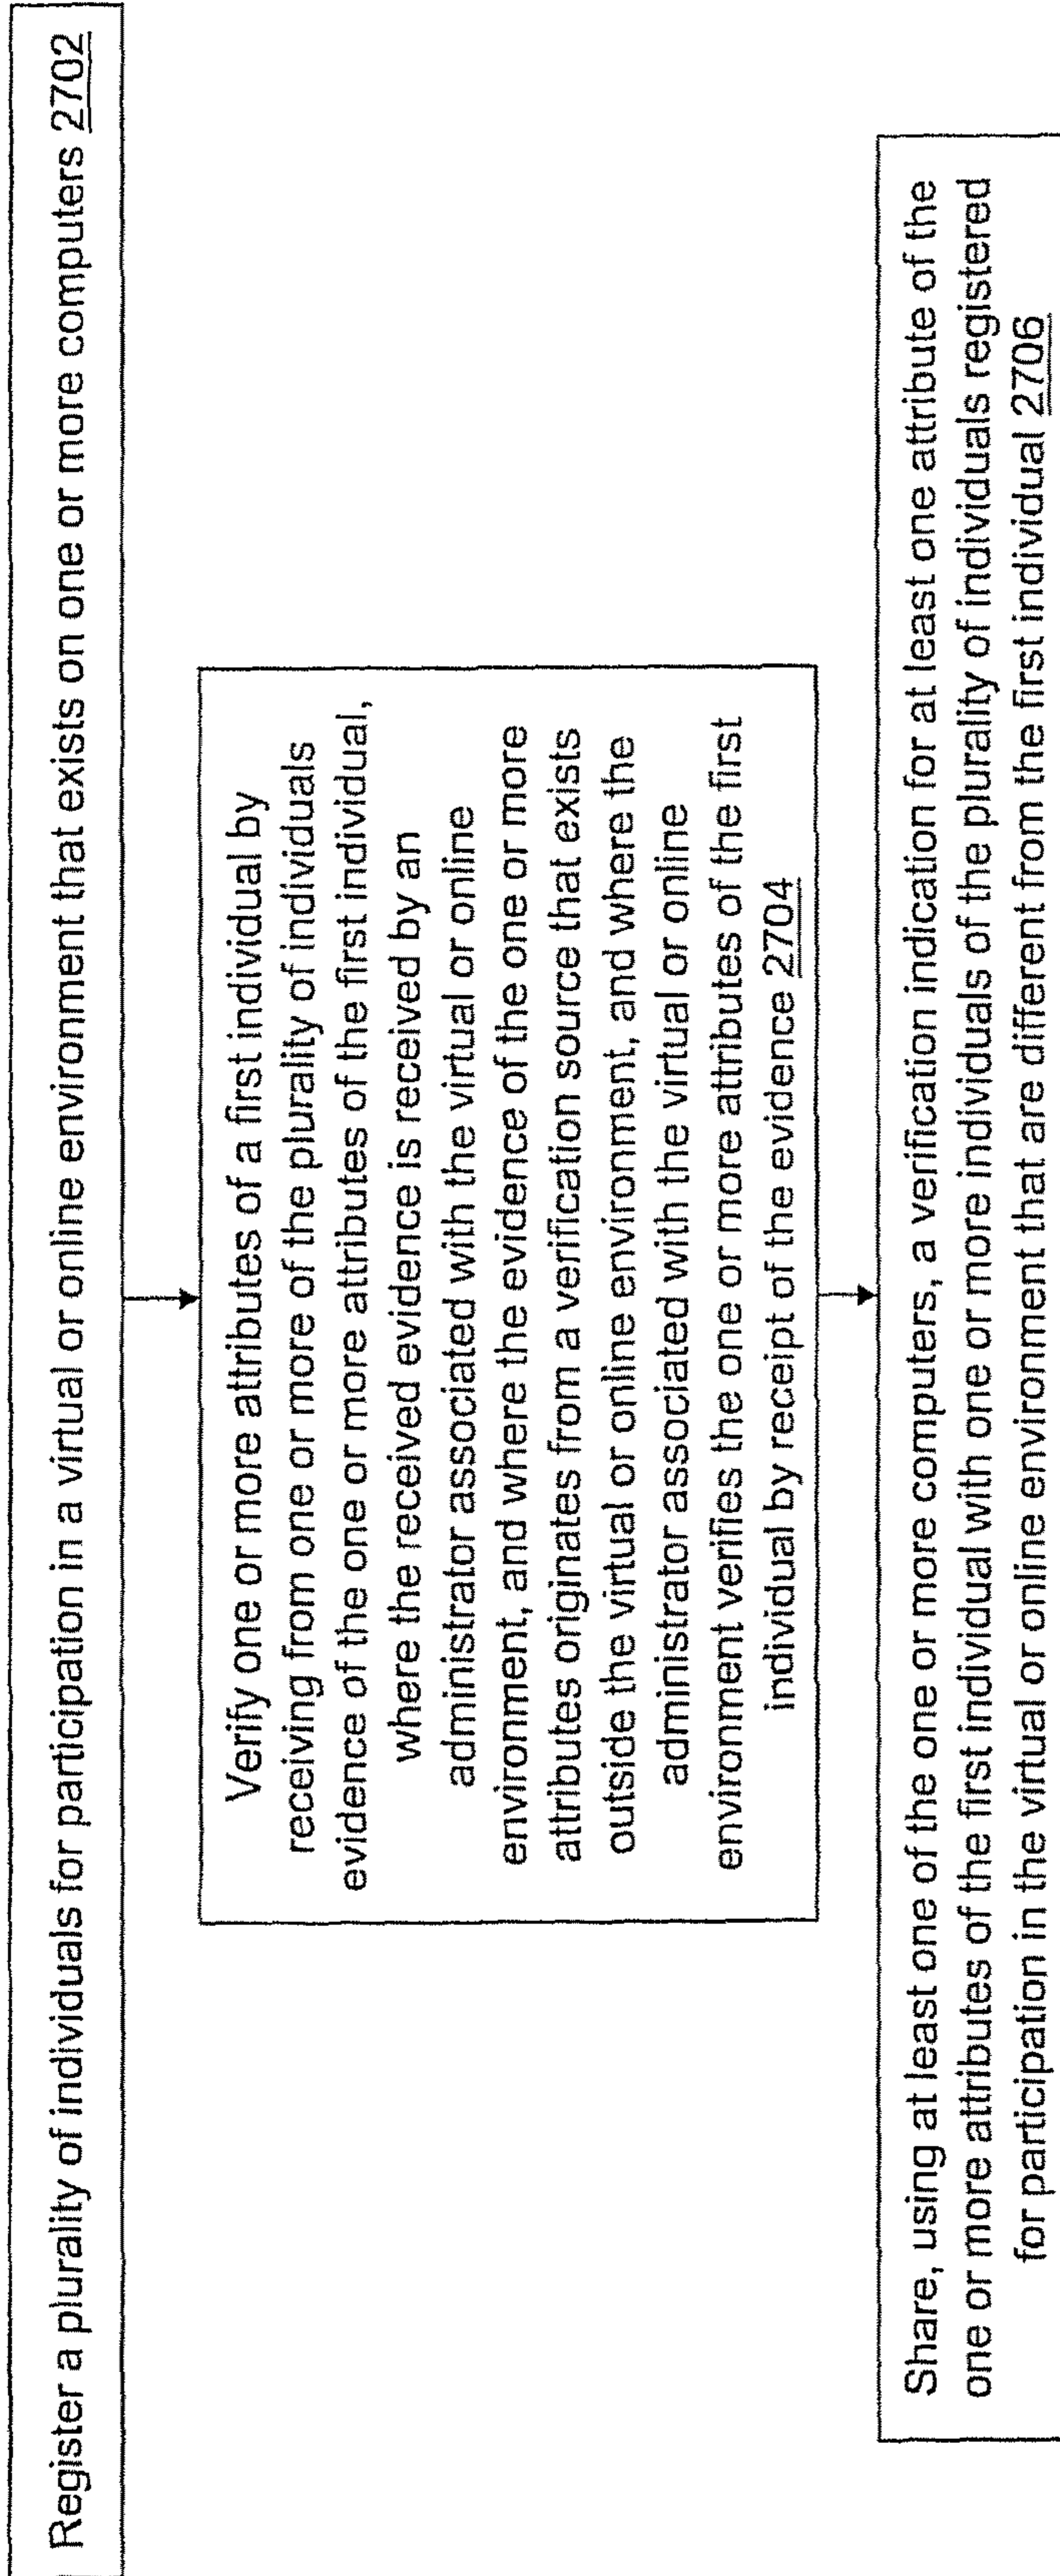 Register a plurality of individuals for participation in a virtual or online environment that exists on one or more computers 2702
Verify one or more attributes of a first individual by
receiving from one or more of the plurality of individuals
evidence of the one or more attributes of the first individual,
where the received evidence is received by an
administrator associated with the virtual or online
environment, and where the evidence of the one or more
attributes originates from a verification source that exists
outside the virtual or online environment, and where the
administrator associated with the virtual or online
environment verifies the one or more attributes of the first
individual by receipt of the evidence 2704
Share, using at least one of the one or more computers, a verification indication for at least one attribute of the
one or more attributes of the first individual with one or more individuals of the plurality of individuals registered
for participation in the virtual or online environment that are different from the first individual 2706